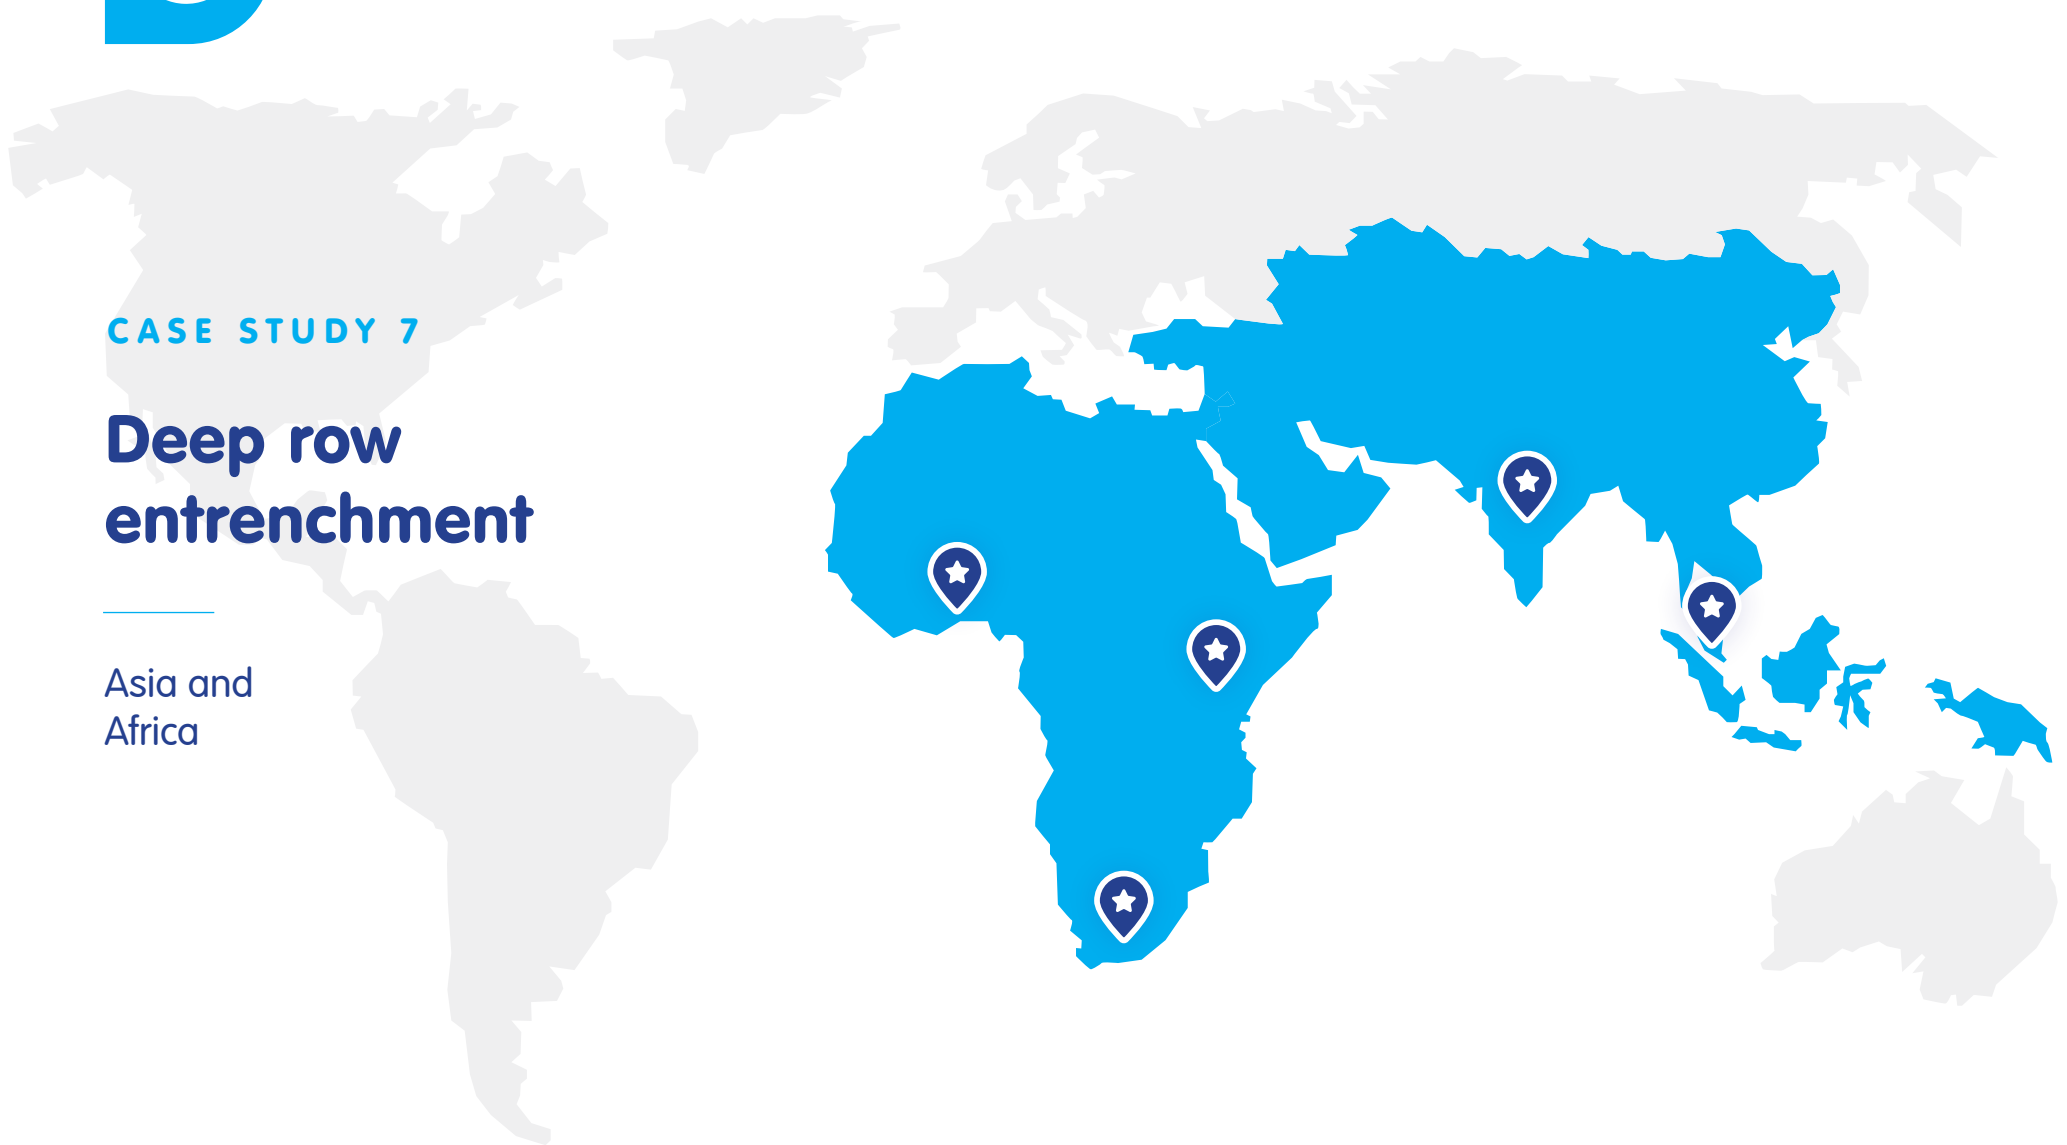 CASE STUDY 7
Deep row
entrenchment
Asia and
Africa